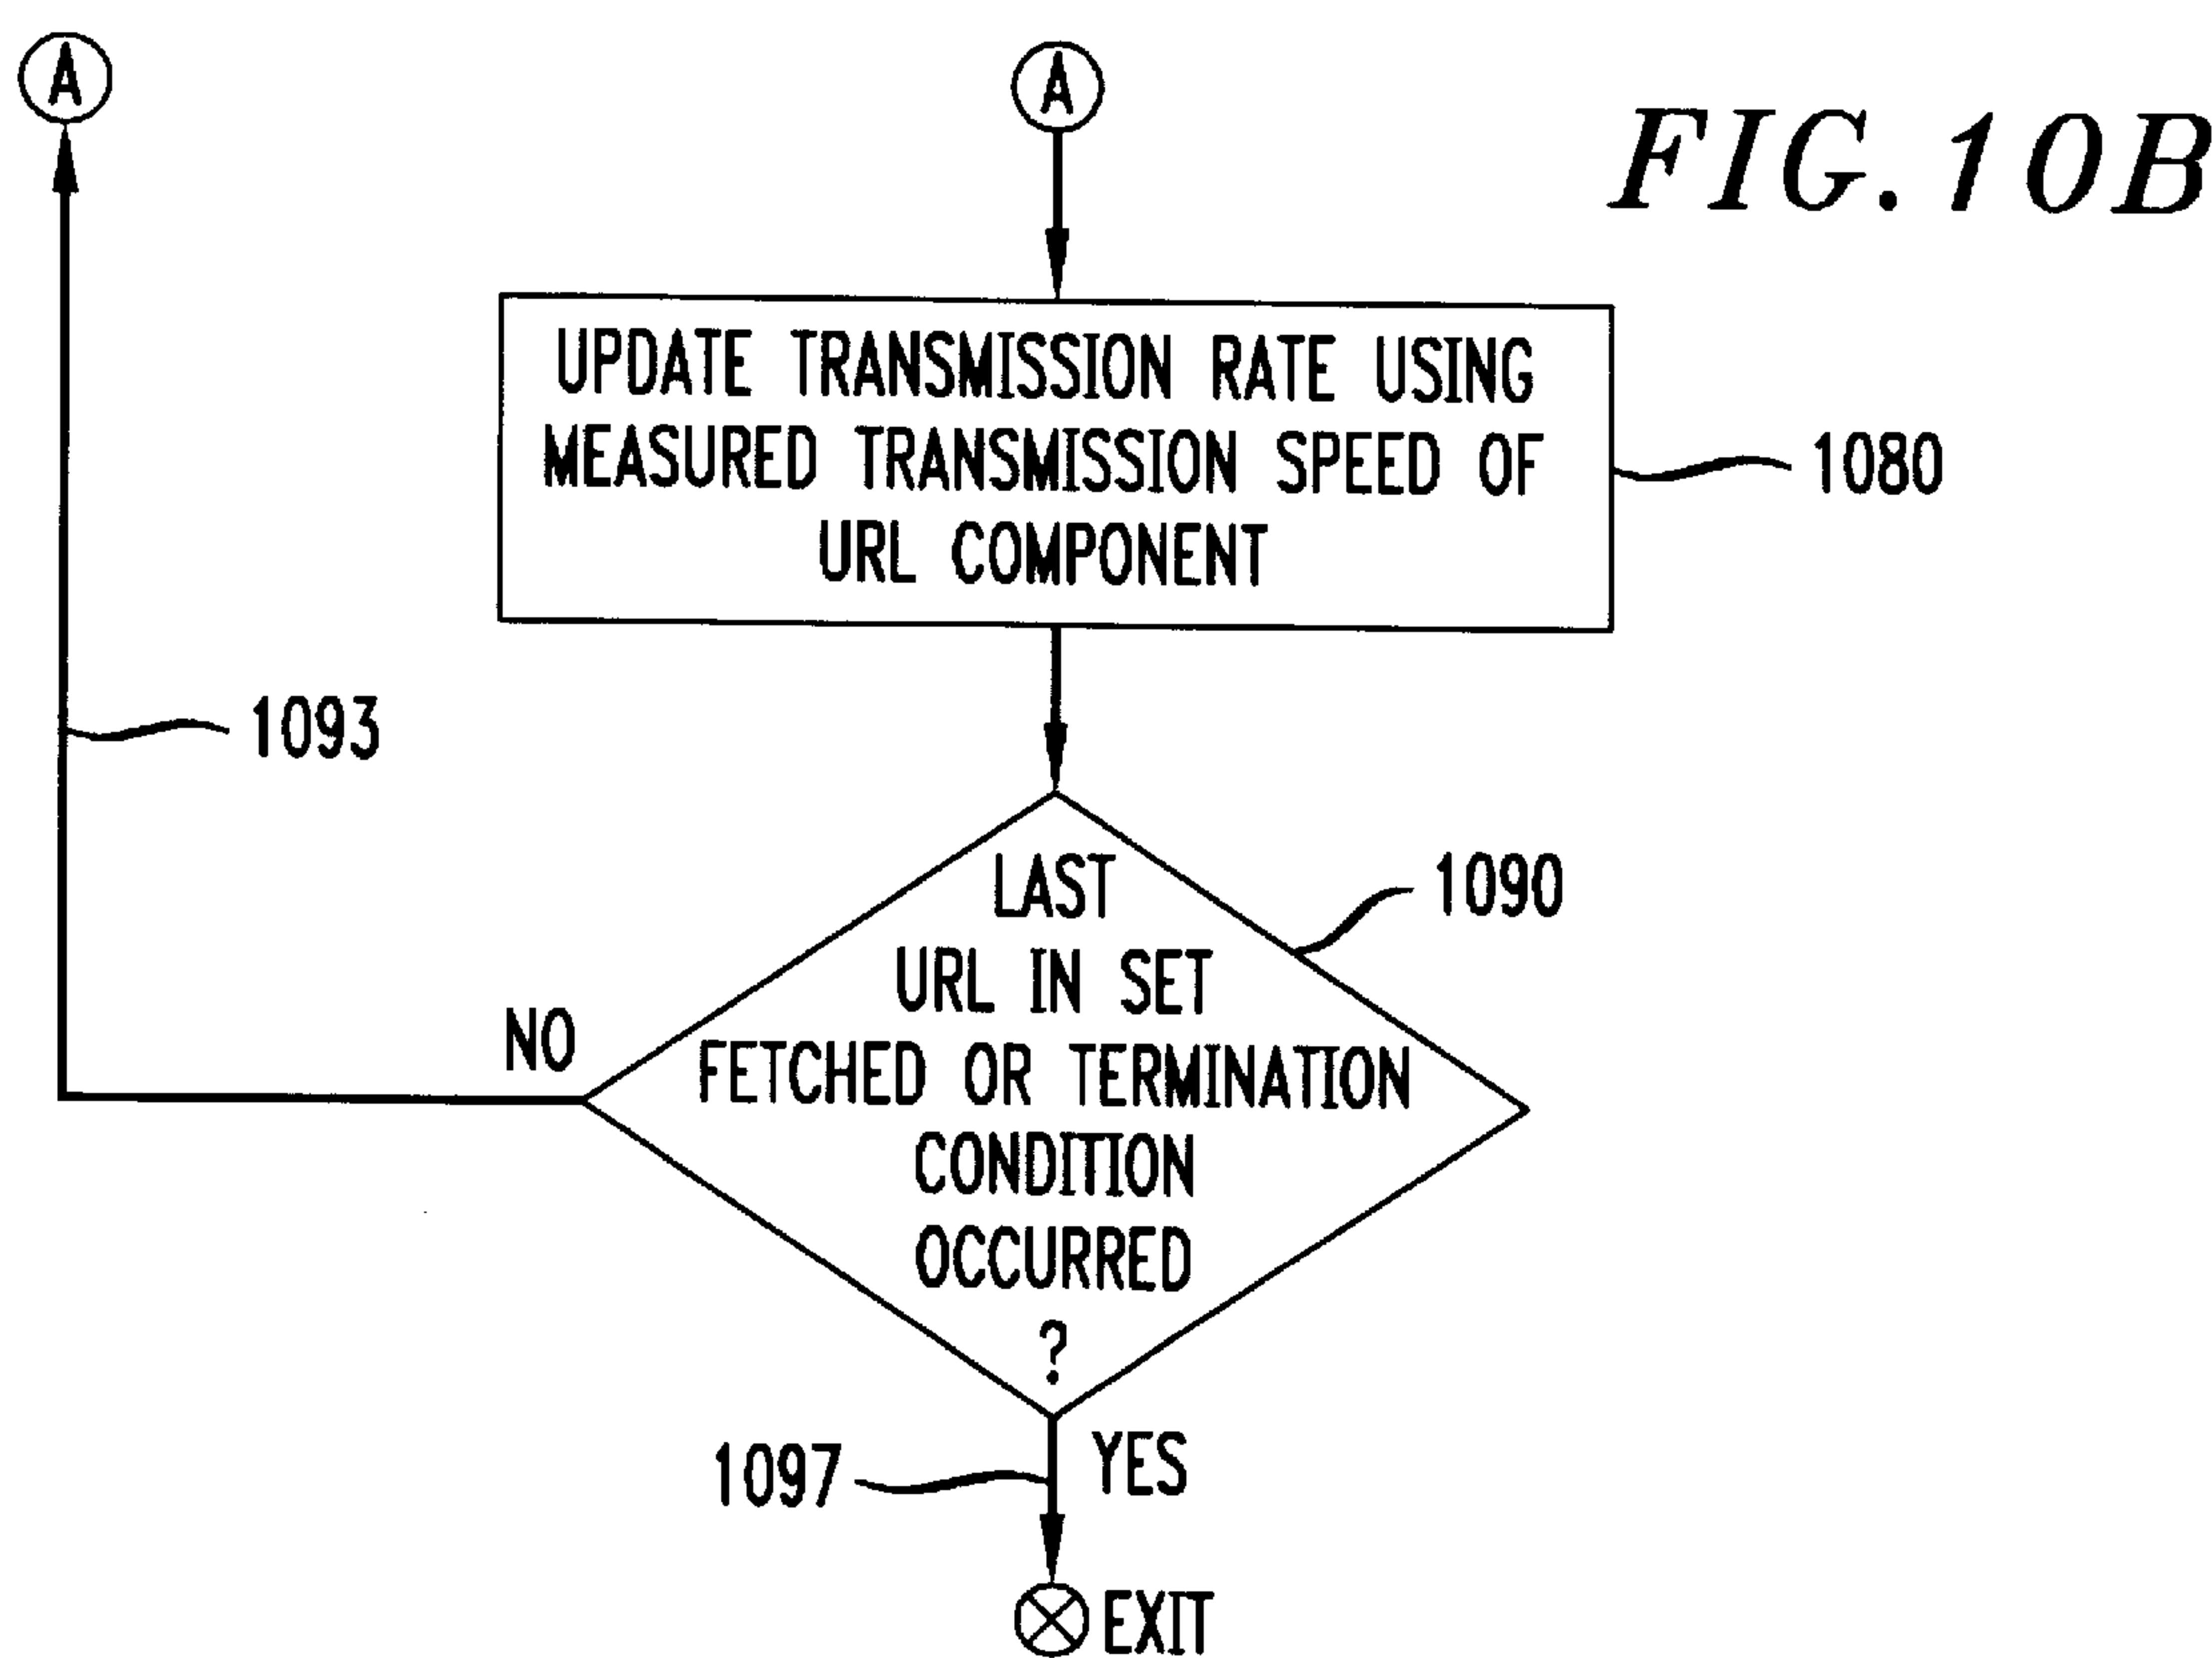 A
A
FIG. 10B
UPDATE TRANSMISSION RATE USING
MEASURED TRANSMISSION SPEED OF
URL COMPONENT
1080
1093
LAST
URL IN SET
FETCHED OR TERMINATION
CONDITION
OCCURRED
?
1090
NO
1097
YES
EXIT